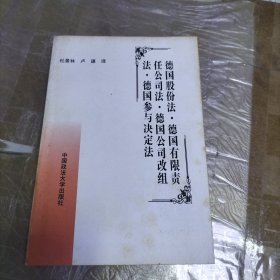 杜景林 卢谌 译
德国股份法·德国有限责
任公司法·德国公司改组
法·德国参与决定法
中国政法大学出版社